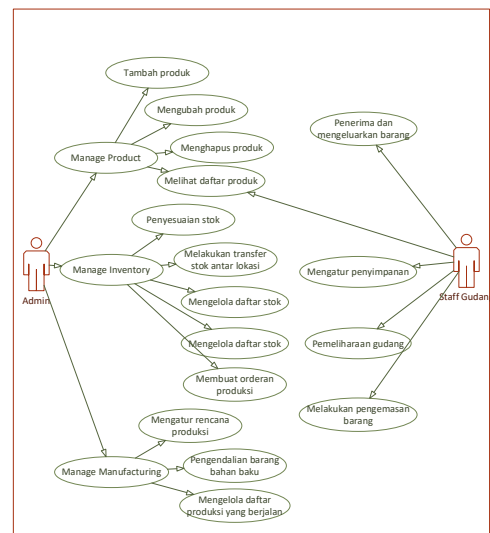 Tambah produk
Mengubah produk
Penerima dan
mengeluarkan barang
Manage Product
Menghapus produk
Melihat daftar produk
Penyesuaian stok
Melakukan transfer
stok antar lokasi
Manage Inventory
Mengatur penyimpanan
Admin
Staff Gudan
Mengelola daftar stok
Mengelola daftar stok
Pemeliharaan gudang
Membuat orderan
produksi
Melakukan pengemasan
barang
Mengatur rencana
produksi
Manage Manufacturing
Pengendalian barang
bahan baku
Mengelola daftar
produksi yang berjalan